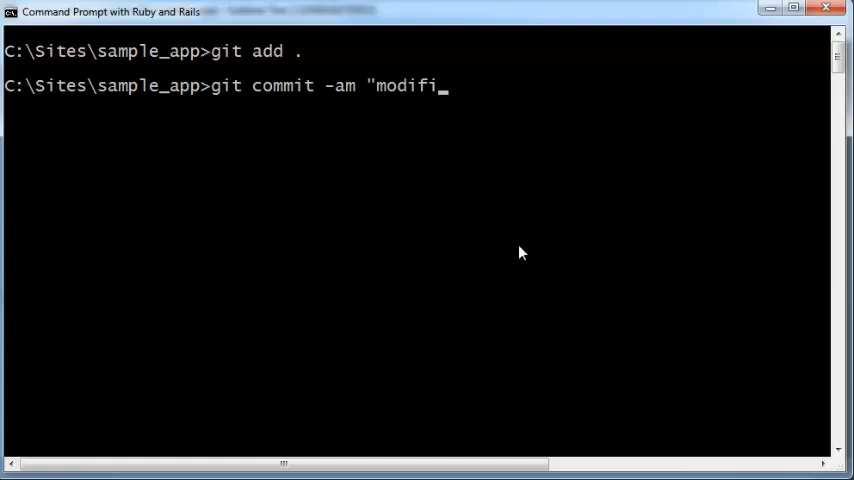 Command Prompt with Ruby and Rails
C:\Sites\sample_app>git add .
C:\Sites\sample_app>git commit -am "modifi_